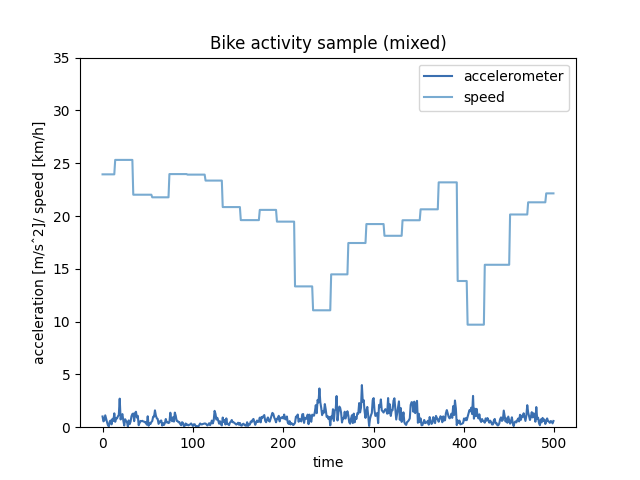 Bike activity sample (mixed)
accelerometer
speed
35
30
25
20
15
10
5
0
acceleration [m/s^2]/ speed [km/h]
0 100 200 300 400 500
time